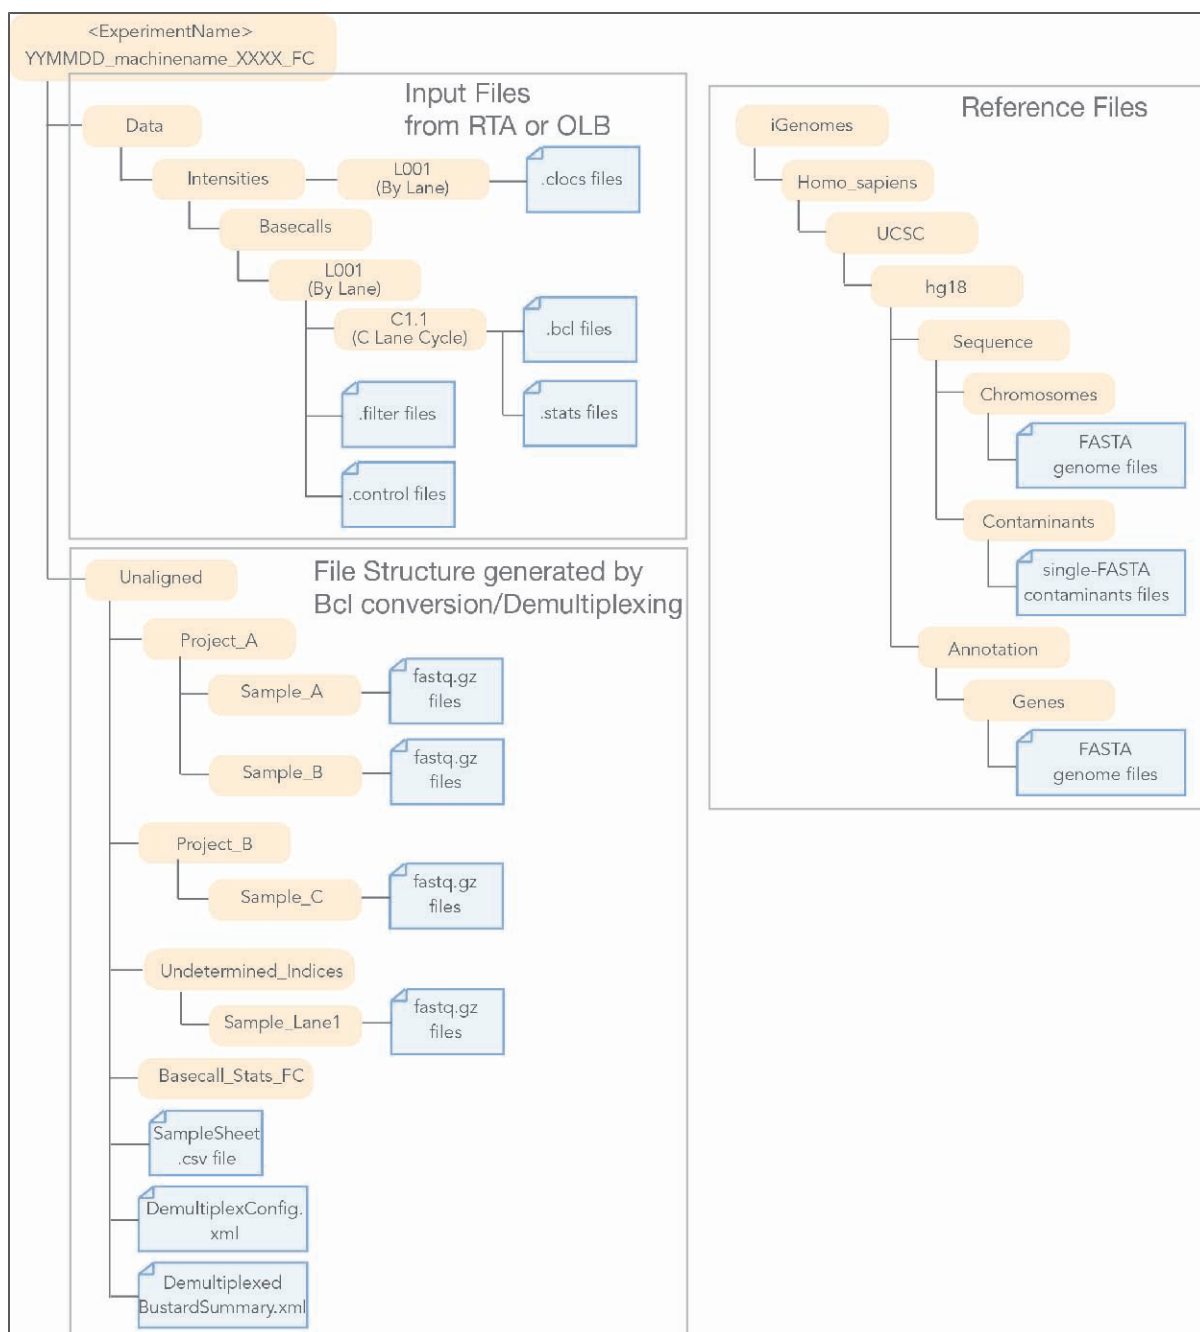 <ExperimentName>
YYMMDD_machinename_XXXX_FC
Input Files
from RTA or OLB
Data
Intensities
L001
(By Lane)
.clocs files
Basecalls
L001
(By Lane)
C1.1
(C Lane Cycle)
.bcl files
.filter files
.stats files
.control files
File Structure generated by
Bcl conversion/Demultiplexing
Unaligned
Project_A
Sample_A
fastq.gz
files
Sample_B
fastq.gz
files
Project_B
Sample_C
fastq.gz
files
Undetermined_Indices
Sample_Lane1
fastq.gz
files
Basecall_Stats_FC
SampleSheet
.csv file
DemultiplexConfig.
xml
Demultiplexed
BustardSummary.xml
Reference Files
iGenomes
Homo_sapiens
UCSC
hg18
Sequence
Chromosomes
FASTA
genome files
Contaminants
single-FASTA
contaminants files
Annotation
Genes
FASTA
genome files